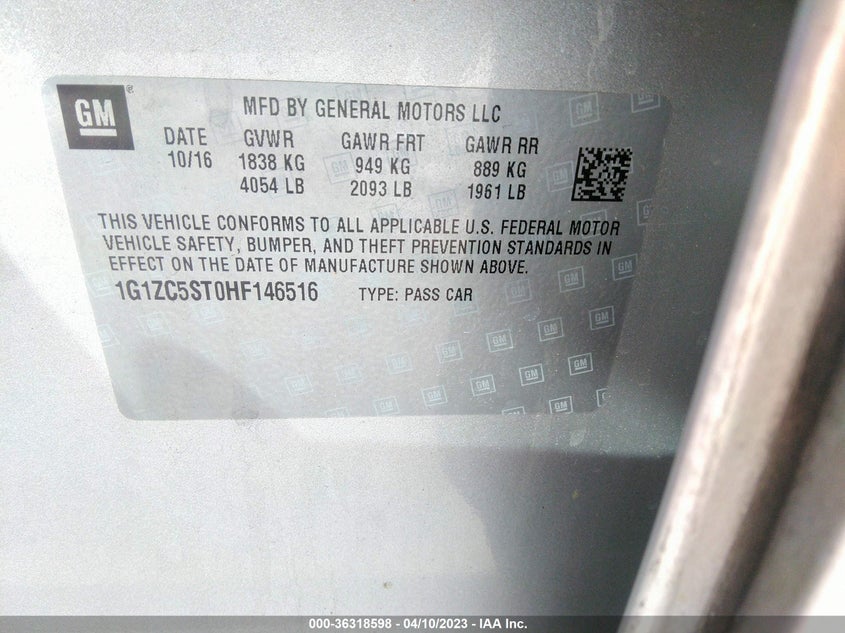 GM
MFD BY GENERAL MOTORS LLC
DATE GVWR GAWR FRT GAWR RR
10/16 1838 KG 949 KG 889 KG
4054 LB 2093 LB 1961 LB
THIS VEHICLE CONFORMS TO ALL APPLICABLE U.S. FEDERAL MOTOR
VEHICLE SAFETY, BUMPER, AND THEFT PREVENTION STANDARDS IN
EFFECT ON THE DATE OF MANUFACTURE SHOWN ABOVE.
1G1ZC5ST0HF146516 TYPE: PASS CAR
000-36318598 - 04/10/2023 - IAA Inc.